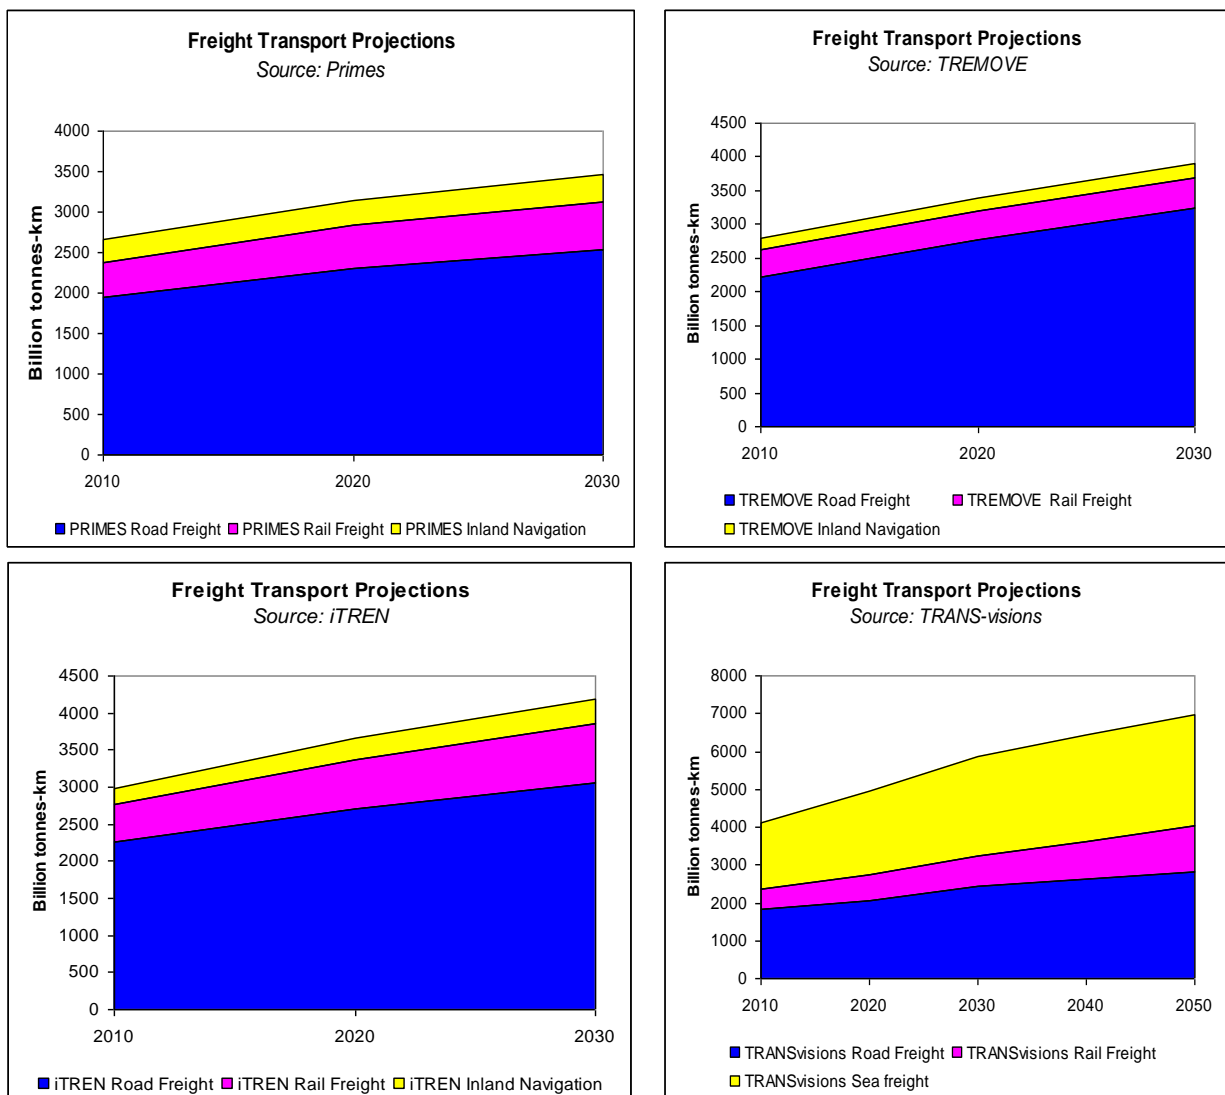 Freight Transport Projections
Source: Primes
Billion tonnes-km
4000
3500
3000
2500
2000
1500
1000
500
0
2010 2020 2030
PRIMES Road Freight PRIMES Rail Freight PRIMES Inland Navigation
Freight Transport Projections
Source: TREMOVE
Billion tonnes-km
4500
4000
3500
3000
2500
2000
1500
1000
500
0
2010 2020 2030
TREMOVE Road Freight TREMOVE Rail Freight
TREMOVE Inland Navigation
Freight Transport Projections
Source: iTREN
Billion tonnes-km
4500
4000
3500
3000
2500
2000
1500
1000
500
0
2010 2020 2030
iTREN Road Freight iTREN Rail Freight iTREN Inland Navigation
Freight Transport Projections
Source: TRANS-visions
Billion tonnes-km
8000
7000
6000
5000
4000
3000
2000
1000
0
2010 2020 2030 2040 2050
TRANSvisions Road Freight TRANSvisions Rail Freight
TRANSvisions Sea freight